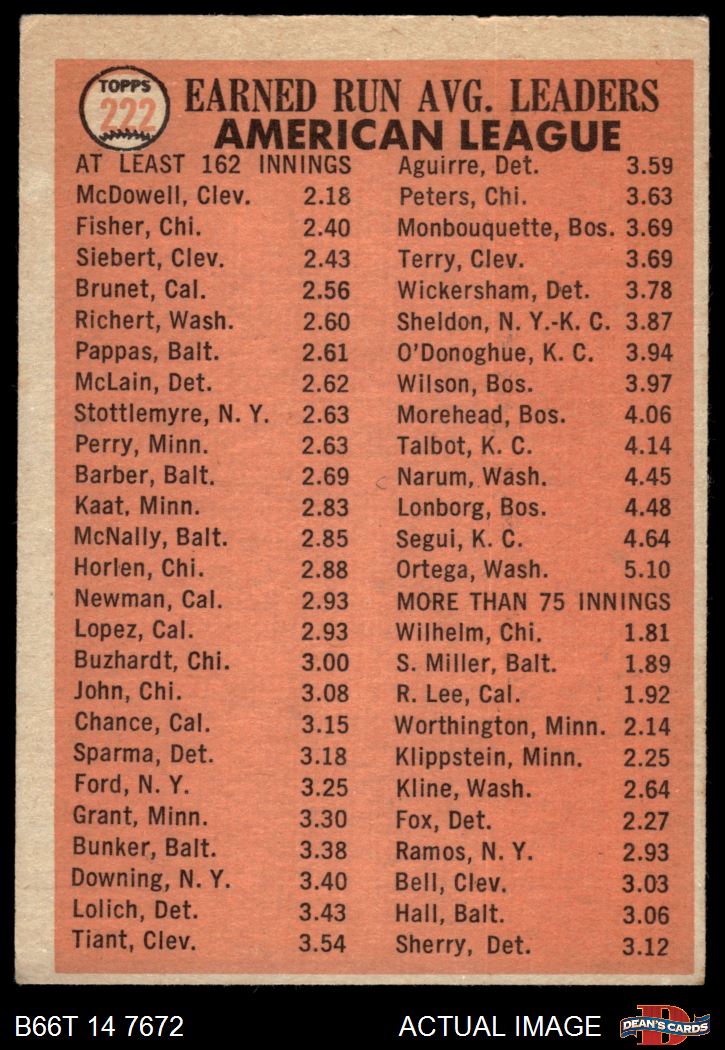 TOPPS
222
EARNED RUN AVG. LEADERS
AMERICAN LEAGUE
AT LEAST 162 INNINGS
McDowell, Clev. 2.18
Fisher, Chi. 2.40
Siebert, Clev. 2.43
Brunet, Cal. 2.56
Richert, Wash. 2.60
Pappas, Balt. 2.61
McLain, Det. 2.62
Stottlemyre, N. Y. 2.63
Perry, Minn. 2.63
Barber, Balt. 2.69
Kaat, Minn. 2.83
McNally, Balt. 2.85
Horlen, Chi. 2.88
Newman, Cal. 2.93
Lopez, Cal. 2.93
Buzhardt, Chi. 3.00
John, Chi. 3.08
Chance, Cal. 3.15
Sparma, Det. 3.18
Ford, N. Y. 3.25
Grant, Minn. 3.30
Bunker, Balt. 3.38
Downing, N. Y. 3.40
Lolich, Det. 3.43
Tiant, Clev. 3.54
Aguirre, Det. 3.59
Peters, Chi. 3.63
Monbouquette, Bos. 3.69
Terry, Clev. 3.69
Wickersham, Det. 3.78
Sheldon, N. Y.-K. C. 3.87
O'Donoghue, K. C. 3.94
Wilson, Bos. 3.97
Morehead, Bos. 4.06
Talbot, K. C. 4.14
Narum, Wash. 4.45
Lonborg, Bos. 4.48
Segui, K. C. 4.64
Ortega, Wash. 5.10
MORE THAN 75 INNINGS
Wilhelm, Chi. 1.81
S. Miller, Balt. 1.89
R. Lee, Cal. 1.92
Worthington, Minn. 2.14
Klippstein, Minn. 2.25
Kline, Wash. 2.64
Fox, Det. 2.27
Ramos, N. Y. 2.93
Bell, Clev. 3.03
Hall, Balt. 3.06
Sherry, Det. 3.12
B66T 14 7672
ACTUAL IMAGE
D
DEAN'S CARDS